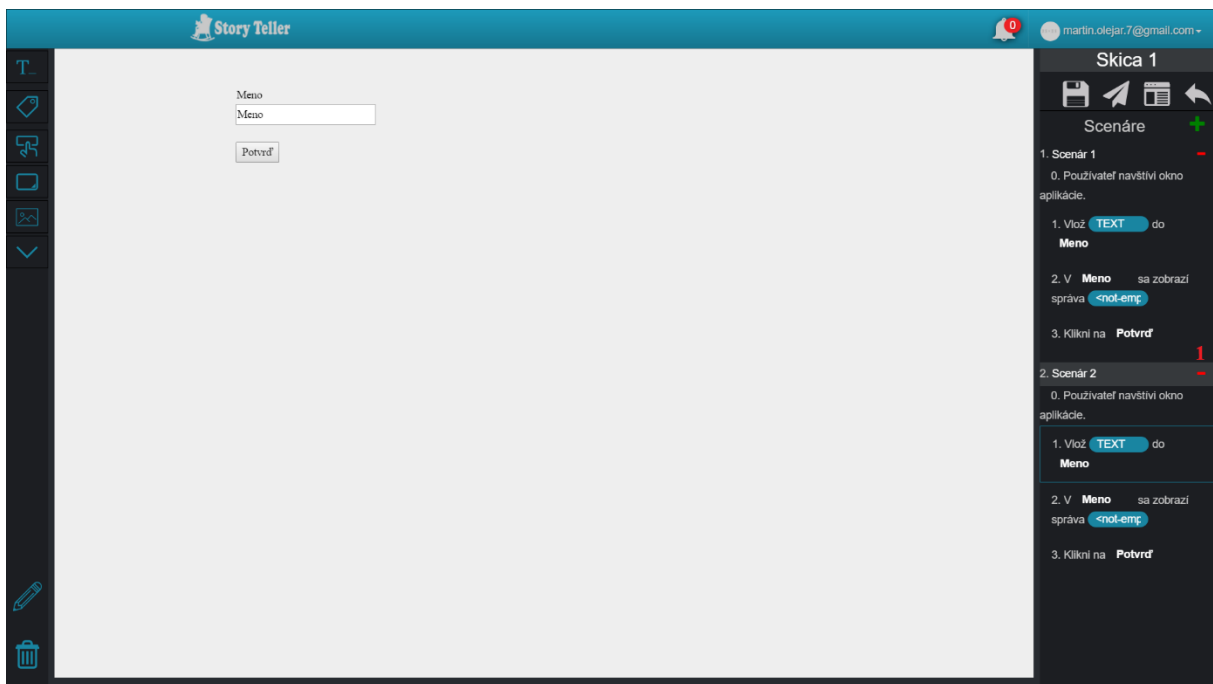 Story Teller
0
martin.olejar.7@gmail.com
T
Meno
Meno
Potvrď
Skica 1
Scenáre
1. Scenár 1
0. Používateľ navštívi okno
aplikácie.
1. Vlož TEXT do
Meno
2. V Meno sa zobrazí
správa <not-emp
3. Klikni na Potvrď
1
2. Scenár 2
0. Používateľ navštívi okno
aplikácie.
1. Vlož TEXT do
Meno
2. V Meno sa zobrazí
správa <not-emp
3. Klikni na Potvrď